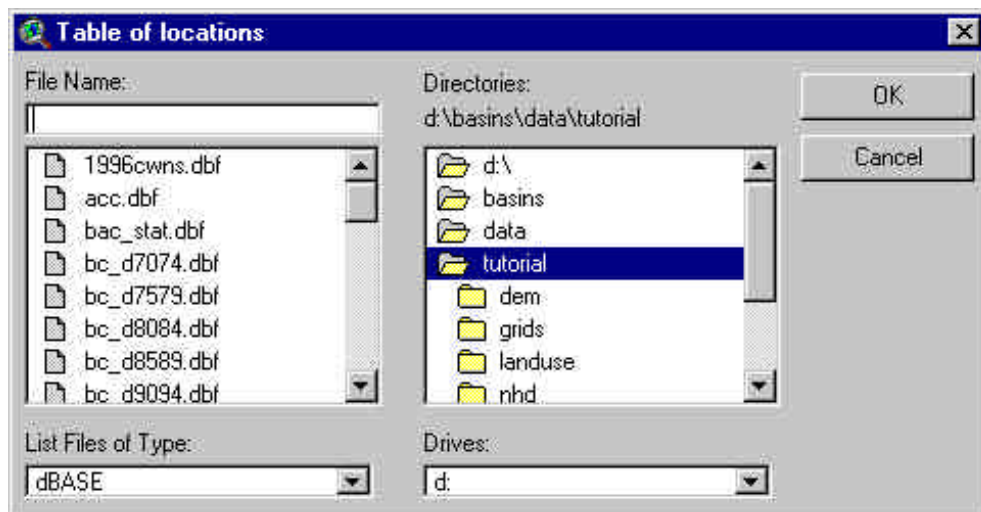 Table of locations
File Name:
1996cwns.dbf
acc.dbf
bac_stat.dbf
bc_d7074.dbf
bc_d7579.dbf
bc_d8084.dbf
bc_d8589.dbf
bc_d9094.dbf
List Files of Type:
dBASE
Directories:
d:\basins\data\tutorial
d:\
basins
data
tutorial
dem
grids
landuse
nhd
Drives:
d:
OK
Cancel